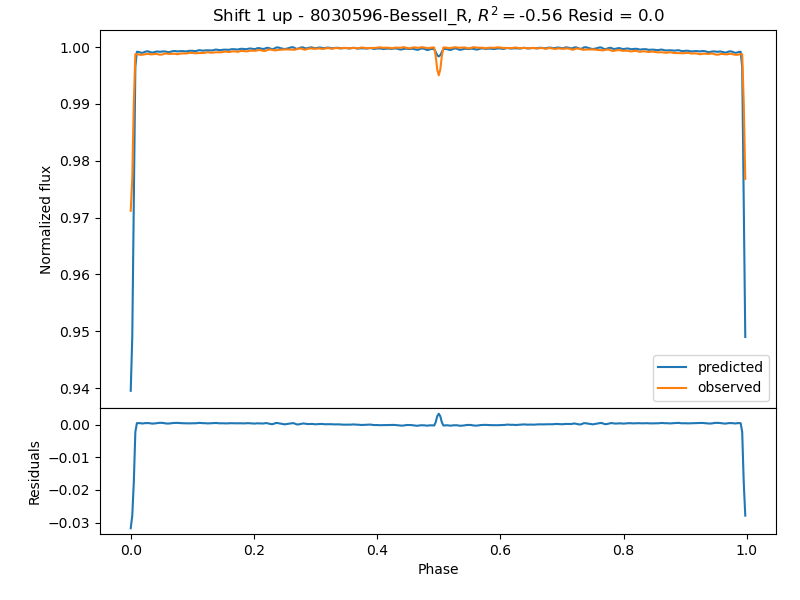 Shift 1 up - 8030596-Bessell_R, R² = -0.56 Resid = 0.0
Normalized flux
1.00
0.99
0.98
0.97
0.96
0.95
0.94
predicted
observed
Residuals
0.00
−0.01
−0.02
−0.03
0.0 0.2 0.4 0.6 0.8 1.0
Phase